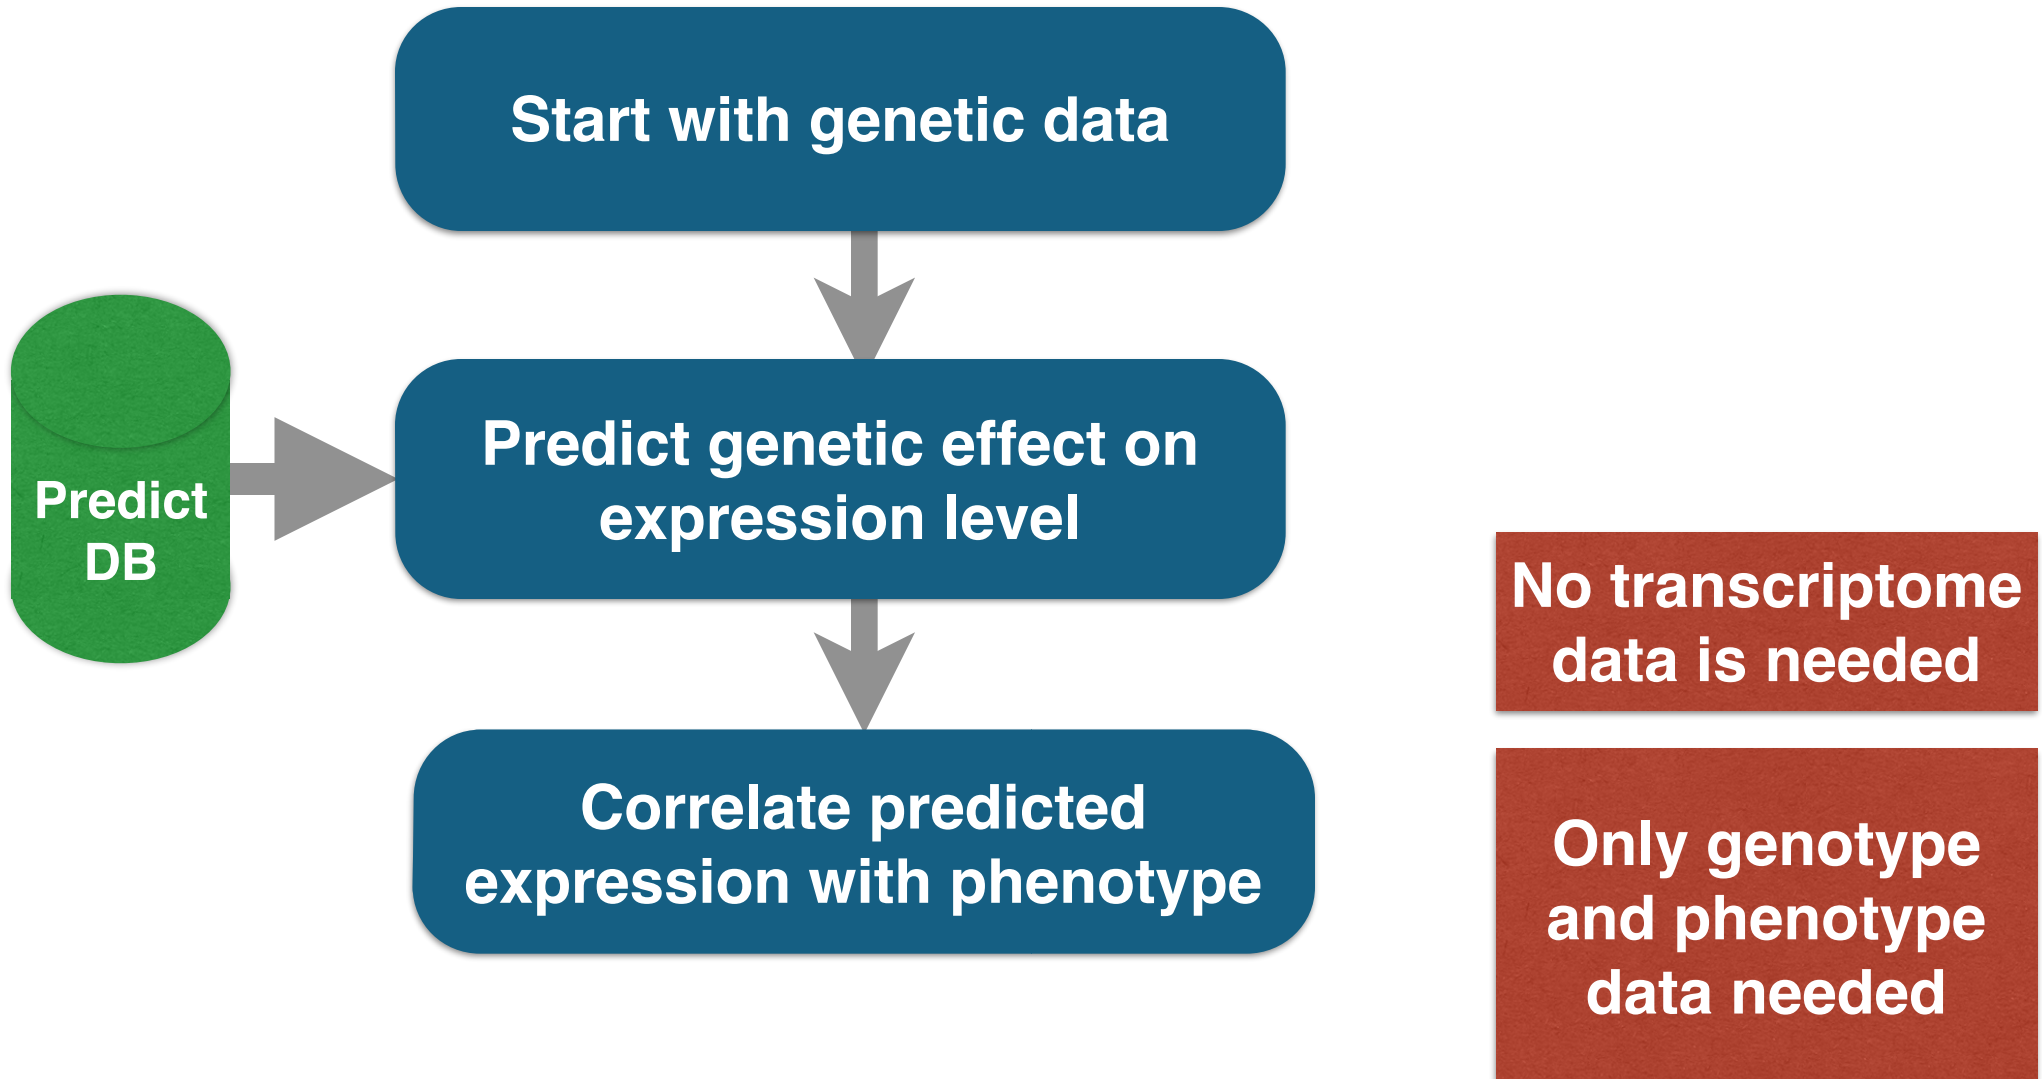 Start with genetic data
Predict
DB
Predict genetic effect on
expression level
Correlate predicted
expression with phenotype
No transcriptome
data is needed
Only genotype
and phenotype
data needed